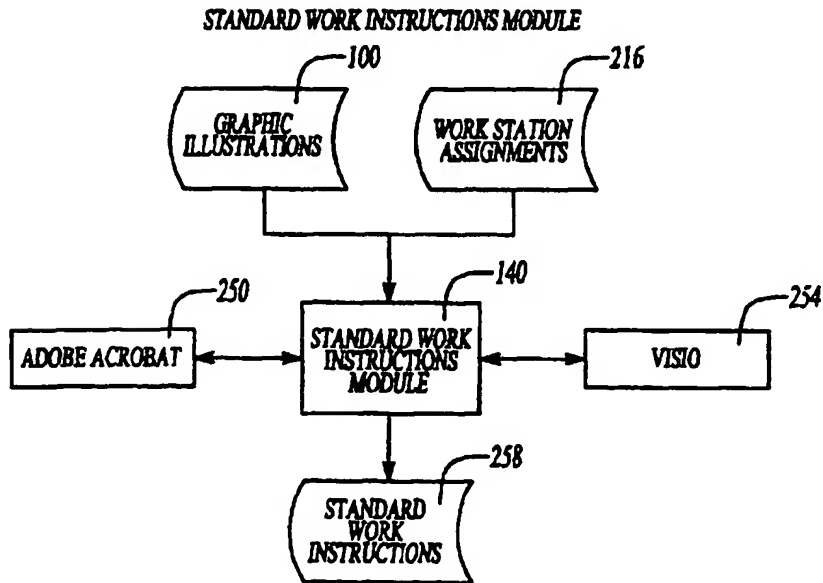 STANDARD WORK INSTRUCTIONS MODULE
100
216
GRAPHIC
ILLUSTRATIONS
WORK STATION
ASSIGNMENTS
140
250
254
ADOBE ACROBAT
STANDARD WORK
INSTRUCTIONS
MODULE
VISIO
258
STANDARD
WORK
INSTRUCTIONS